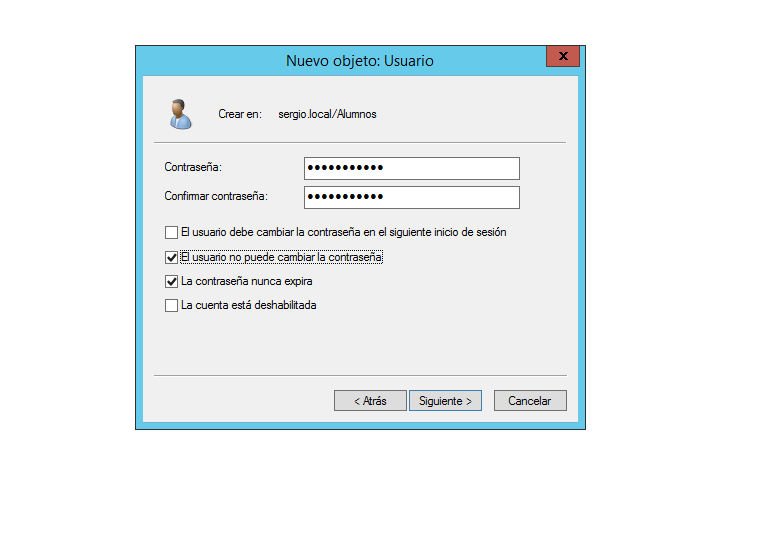 Nuevo objeto: Usuario
x
Crear en: sergio.local/Alumnos
Contraseña: •••••••••••
Confirmar contraseña: •••••••••••
El usuario debe cambiar la contraseña en el siguiente inicio de sesión
El usuario no puede cambiar la contraseña
La contraseña nunca expira
La cuenta está deshabilitada
< Atrás Siguiente > Cancelar